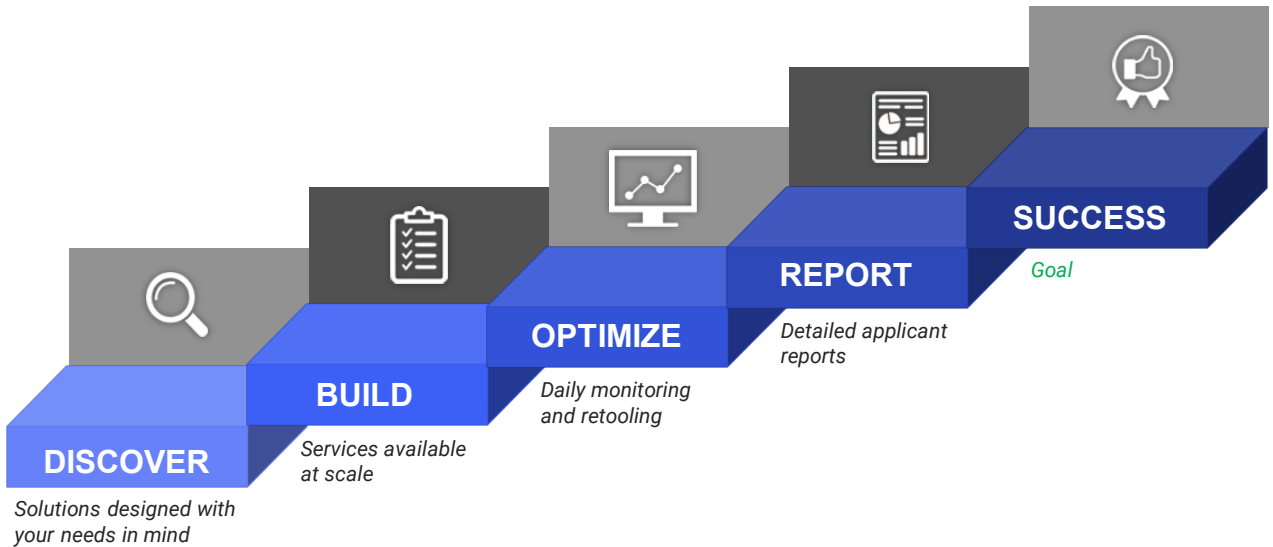 DISCOVER
Solutions designed with
your needs in mind
BUILD
Services available
at scale
OPTIMIZE
Daily monitoring
and retooling
REPORT
Detailed applicant
reports
SUCCESS
Goal